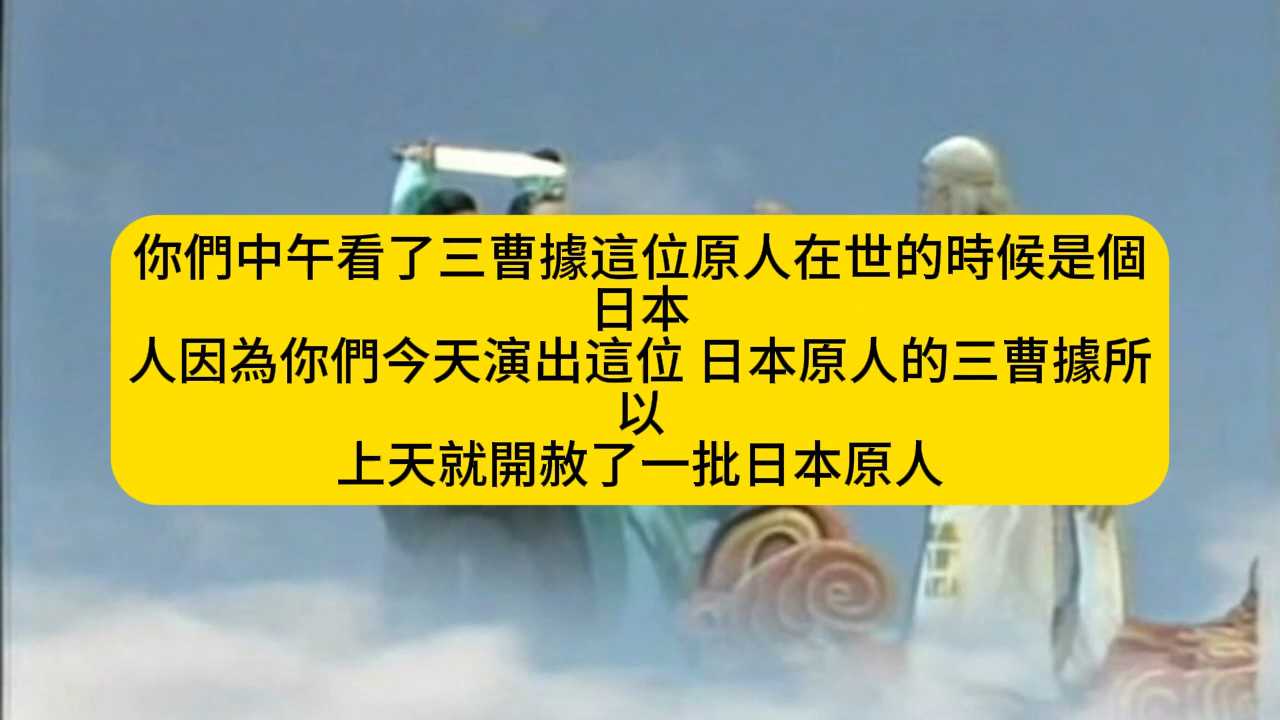 你們中午看了三曹據這位原人在世的時候是個
日本
人因為你們今天演出這位 日本原人的三曹據所
以
上天就開赦了一批日本原人